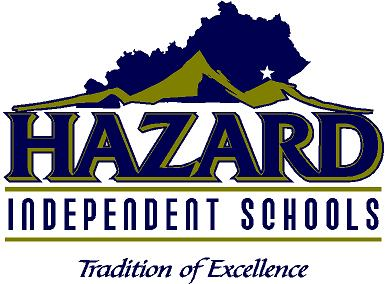 HAZARD
INDEPENDENT SCHOOLS
Tradition of Excellence